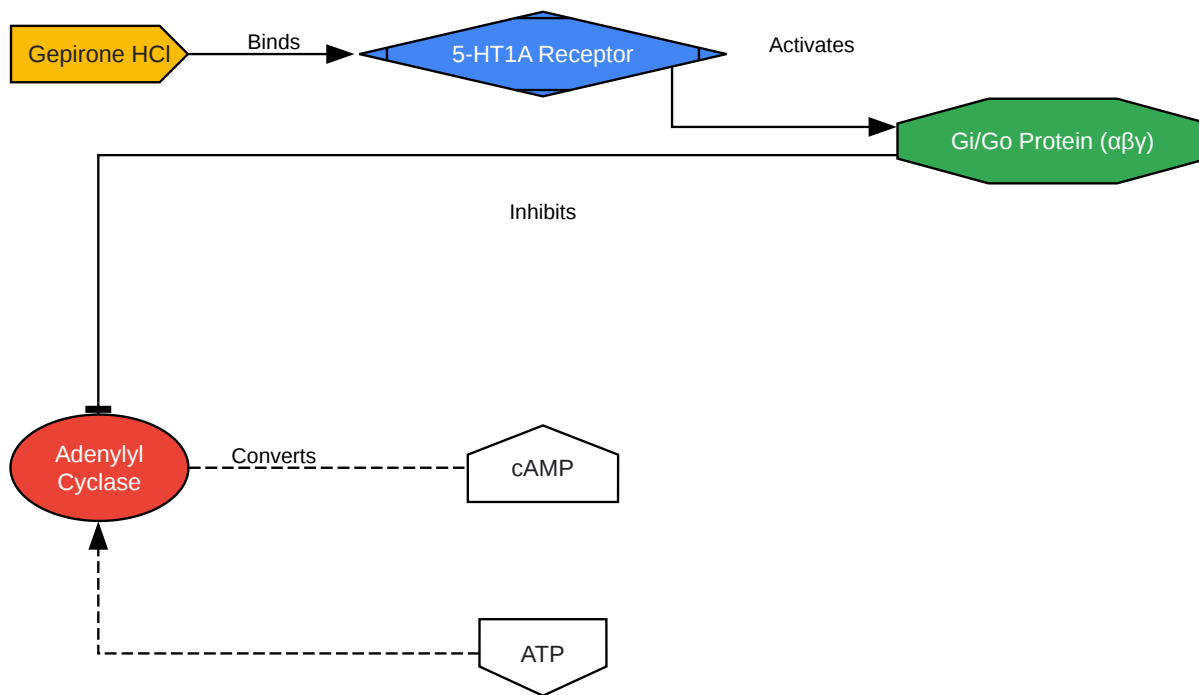 Gepirone HCl
Binds
5-HT1A Receptor
Activates
Gi/Go Protein (αβγ)
Inhibits
Adenylyl
Cyclase
Converts
cAMP
ATP